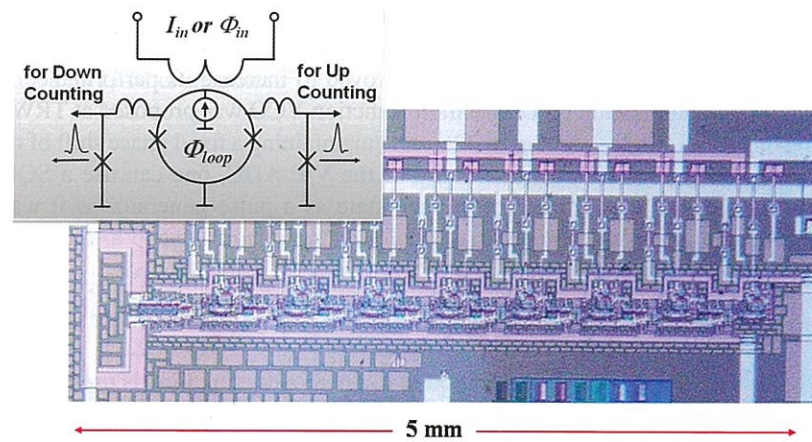 I_in or Φ_in
for Down
Counting
for Up
Counting
Φ_loop
5 mm